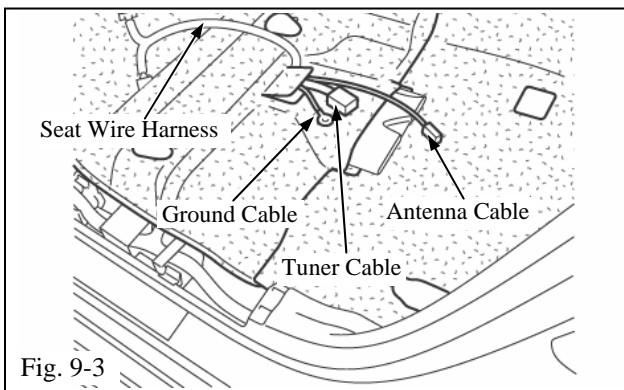 Seat Wire Harness
Ground Cable
Antenna Cable
Tuner Cable
Fig. 9-3